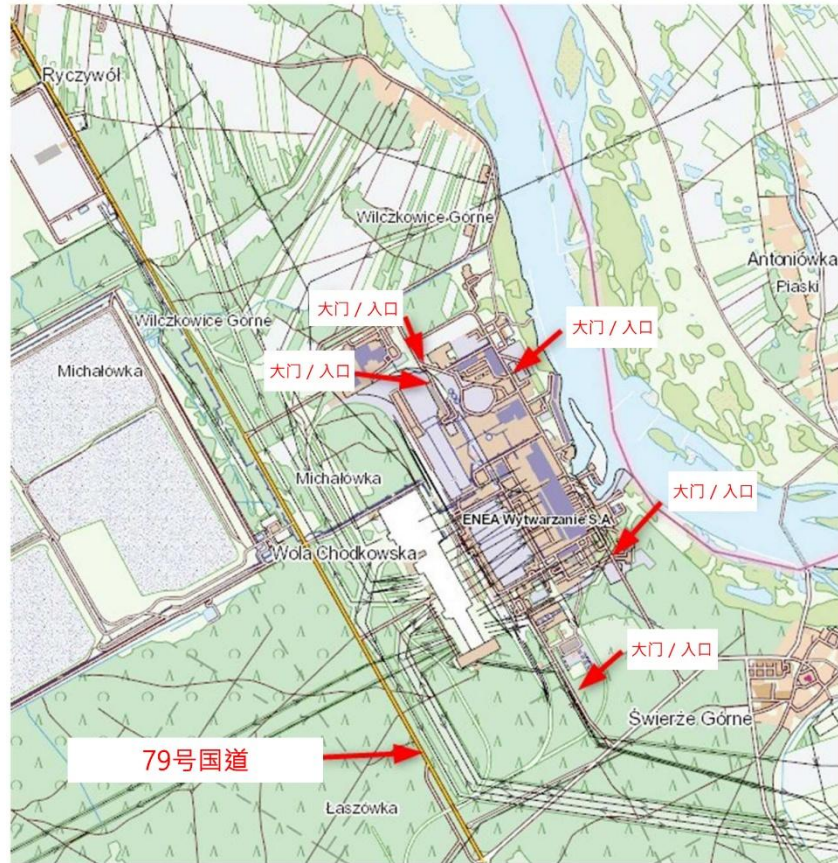 Ryczywół
Wilczkowice Górne
Antoniówka
Piaski
大门 / 入口
大门 / 入口
Wilczkowice Górne
大门 / 入口
Michałówka
Michałówka
大门 / 入口
ENEA Wytwarzanie S.A
Wola Chodkowska
大门 / 入口
Świerże Górne
79号国道
Łaszówka